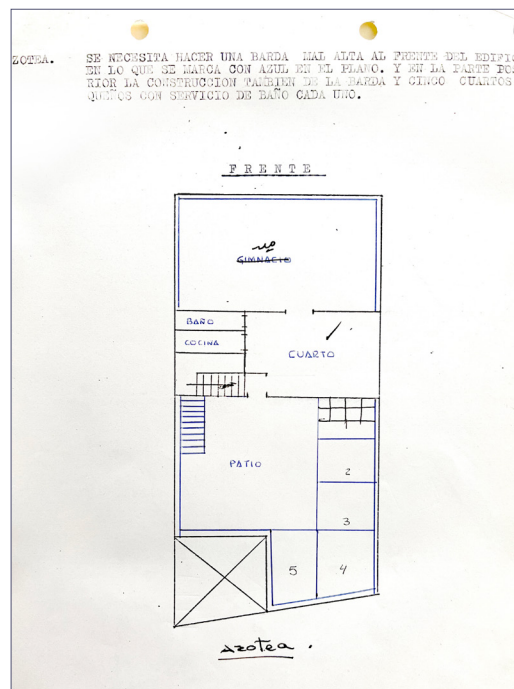 ZOTEA. SE NECESITA HACER UNA BARDA MAL ALTA AL FRENTE DEL EDIFIC
EN LO QUE SE MARCA CON AZUL EN EL PLANO. Y EN LA PARTE POS
RIOR LA CONSTRUCCION TAMBIEN DE LA BARDA Y CINCO CUARTOS
QUEÑOS CON SERVICIO DE BAÑO CADA UNO.
FRENTE
no
GIMNACIO
BAÑO
COCINA
CUARTO
PATIO
2
3
5
4
Azotea.